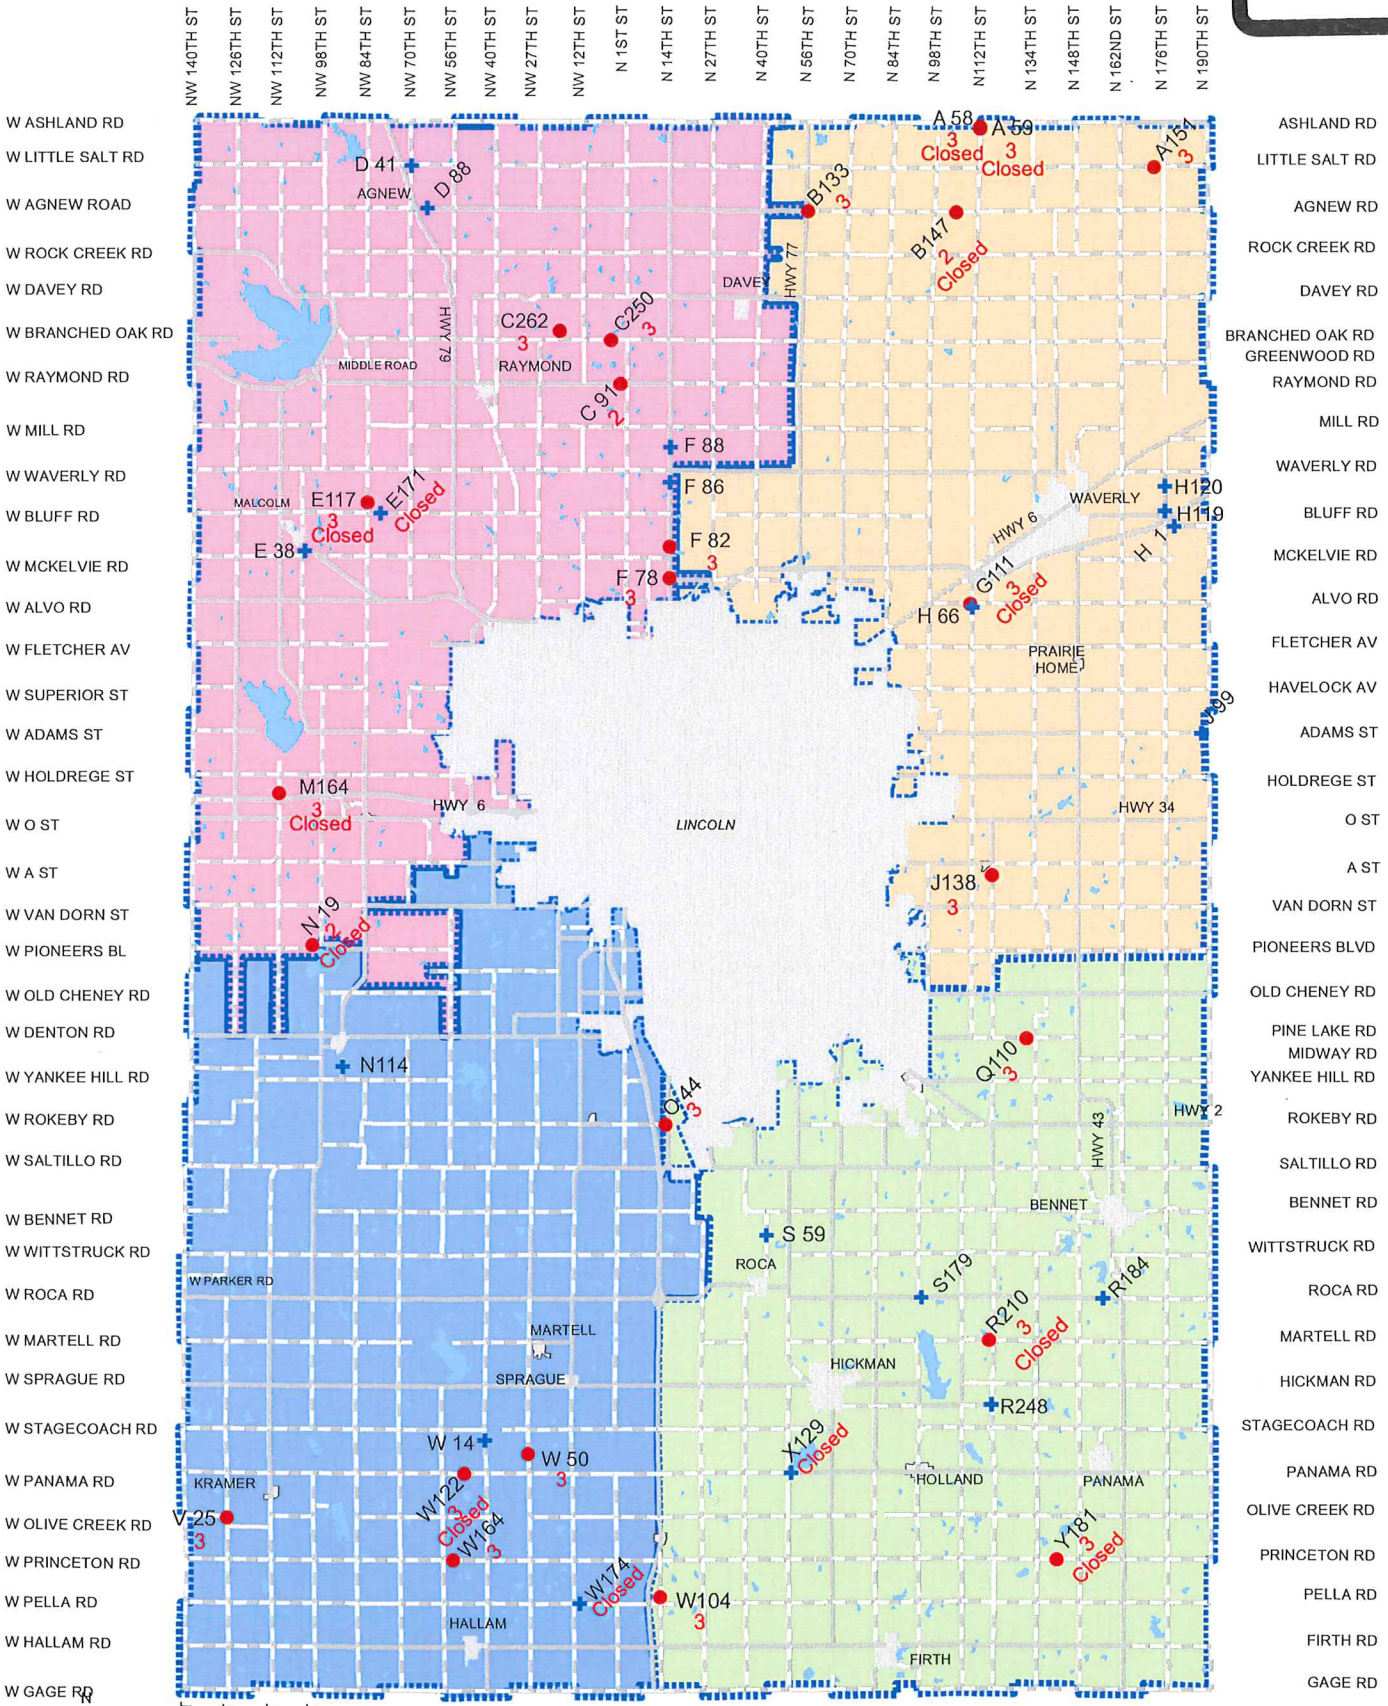 NW 140TH ST
NW 126TH ST
NW 112TH ST
NW 98TH ST
NW 84TH ST
NW 70TH ST
NW 56TH ST
NW 40TH ST
NW 27TH ST
NW 12TH ST
N 1ST ST
N 14TH ST
N 27TH ST
N 40TH ST
N 56TH ST
N 70TH ST
N 84TH ST
N 98TH ST
N112TH ST
N 134TH ST
N 148TH ST
N 162ND ST
N 176TH ST
N 190TH ST
W ASHLAND RD
W LITTLE SALT RD
W AGNEW ROAD
W ROCK CREEK RD
W DAVEY RD
W BRANCHED OAK RD
W RAYMOND RD
W MILL RD
W WAVERLY RD
W BLUFF RD
W MCKELVIE RD
W ALVO RD
W FLETCHER AV
W SUPERIOR ST
W ADAMS ST
W HOLDREGE ST
W O ST
W A ST
W VAN DORN ST
W PIONEERS BL
W OLD CHENEY RD
W DENTON RD
W YANKEE HILL RD
W ROKEBY RD
W SALTILLO RD
W BENNET RD
W WITTSTRUCK RD
W ROCA RD
W MARTELL RD
W SPRAGUE RD
W STAGECOACH RD
W PANAMA RD
W OLIVE CREEK RD
W PRINCETON RD
W PELLA RD
W HALLAM RD
W GAGE RD
N
A 58
3
Closed
A 59
3
Closed
A151
3
D 41
AGNEW
D 88
B133
3
B147
2
Closed
HWY 77
DAVEY
HWY 79
C262
3
C250
3
MIDDLE ROAD
RAYMOND
C 91
2
F 88
F 86
MALCOLM
E117
3
Closed
E171
Closed
E 38
F 82
3
F 78
3
WAVERLY
HWY 6
H120
H119
H 1
G111
3
Closed
H 66
PRAIRIE
HOME
J 99
M164
3
Closed
HWY 6
LINCOLN
HWY 34
J138
3
N 19
2
Closed
N114
Q110
3
O 44
3
HWY 2
HWY 43
BENNET
S 59
ROCA
W PARKER RD
S179
R184
R210
3
Closed
MARTELL
SPRAGUE
HICKMAN
R248
W 14
W 50
3
X129
Closed
HOLLAND
PANAMA
KRAMER
W122
3
Closed
V 25
3
W164
3
Y181
3
Closed
W174
Closed
W104
3
HALLAM
FIRTH
ASHLAND RD
LITTLE SALT RD
AGNEW RD
ROCK CREEK RD
DAVEY RD
BRANCHED OAK RD
GREENWOOD RD
RAYMOND RD
MILL RD
WAVERLY RD
BLUFF RD
MCKELVIE RD
ALVO RD
FLETCHER AV
HAVELOCK AV
ADAMS ST
HOLDREGE ST
O ST
A ST
VAN DORN ST
PIONEERS BLVD
OLD CHENEY RD
PINE LAKE RD
MIDWAY RD
YANKEE HILL RD
ROKEBY RD
SALTILLO RD
BENNET RD
WITTSTRUCK RD
ROCA RD
MARTELL RD
HICKMAN RD
STAGECOACH RD
PANAMA RD
OLIVE CREEK RD
PRINCETON RD
PELLA RD
FIRTH RD
GAGE RD